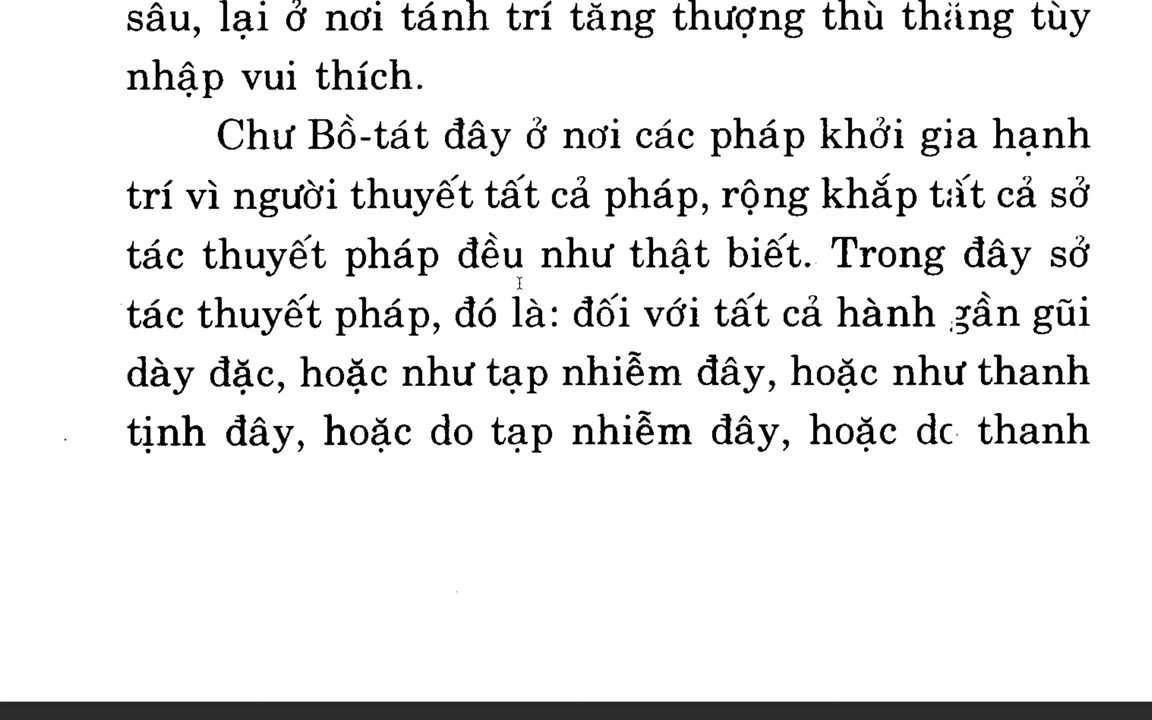 sâu, lại ở nơi tánh trí tăng thượng thù thắng tùy
nhập vui thích.
Chư Bồ-tát đây ở nơi các pháp khởi gia hạnh
trí vì người thuyết tất cả pháp, rộng khắp tất cả sở
tác thuyết pháp đều như thật biết. Trong đây sở
tác thuyết pháp, đó là: đối với tất cả hành gần gũi
dày đặc, hoặc như tạp nhiễm đây, hoặc như thanh
tịnh đây, hoặc do tạp nhiễm đây, hoặc do thanh